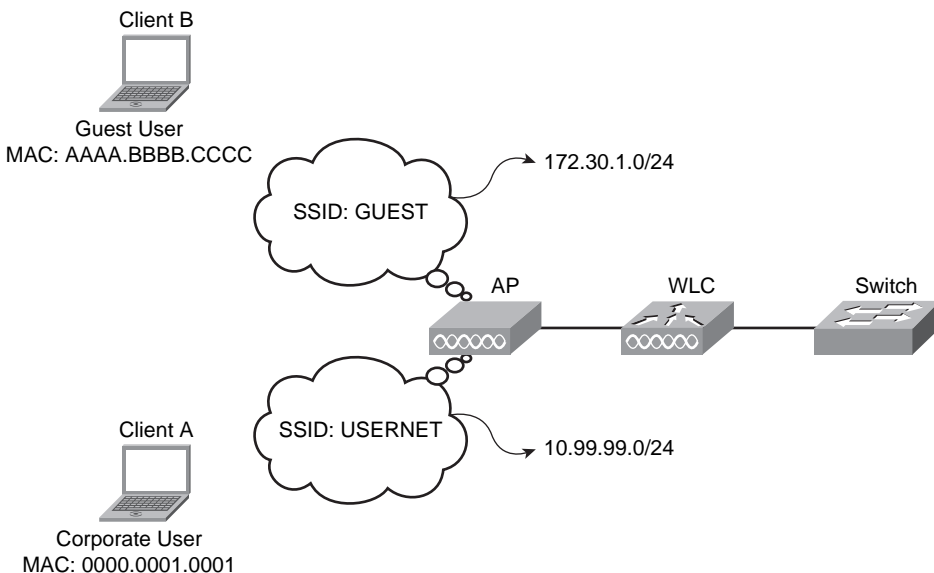 Client B
Guest User
MAC: AAAA.BBBB.CCCC
172.30.1.0/24
SSID: GUEST
AP
WLC
Switch
SSID: USERNET
10.99.99.0/24
Client A
Corporate User
MAC: 0000.0001.0001